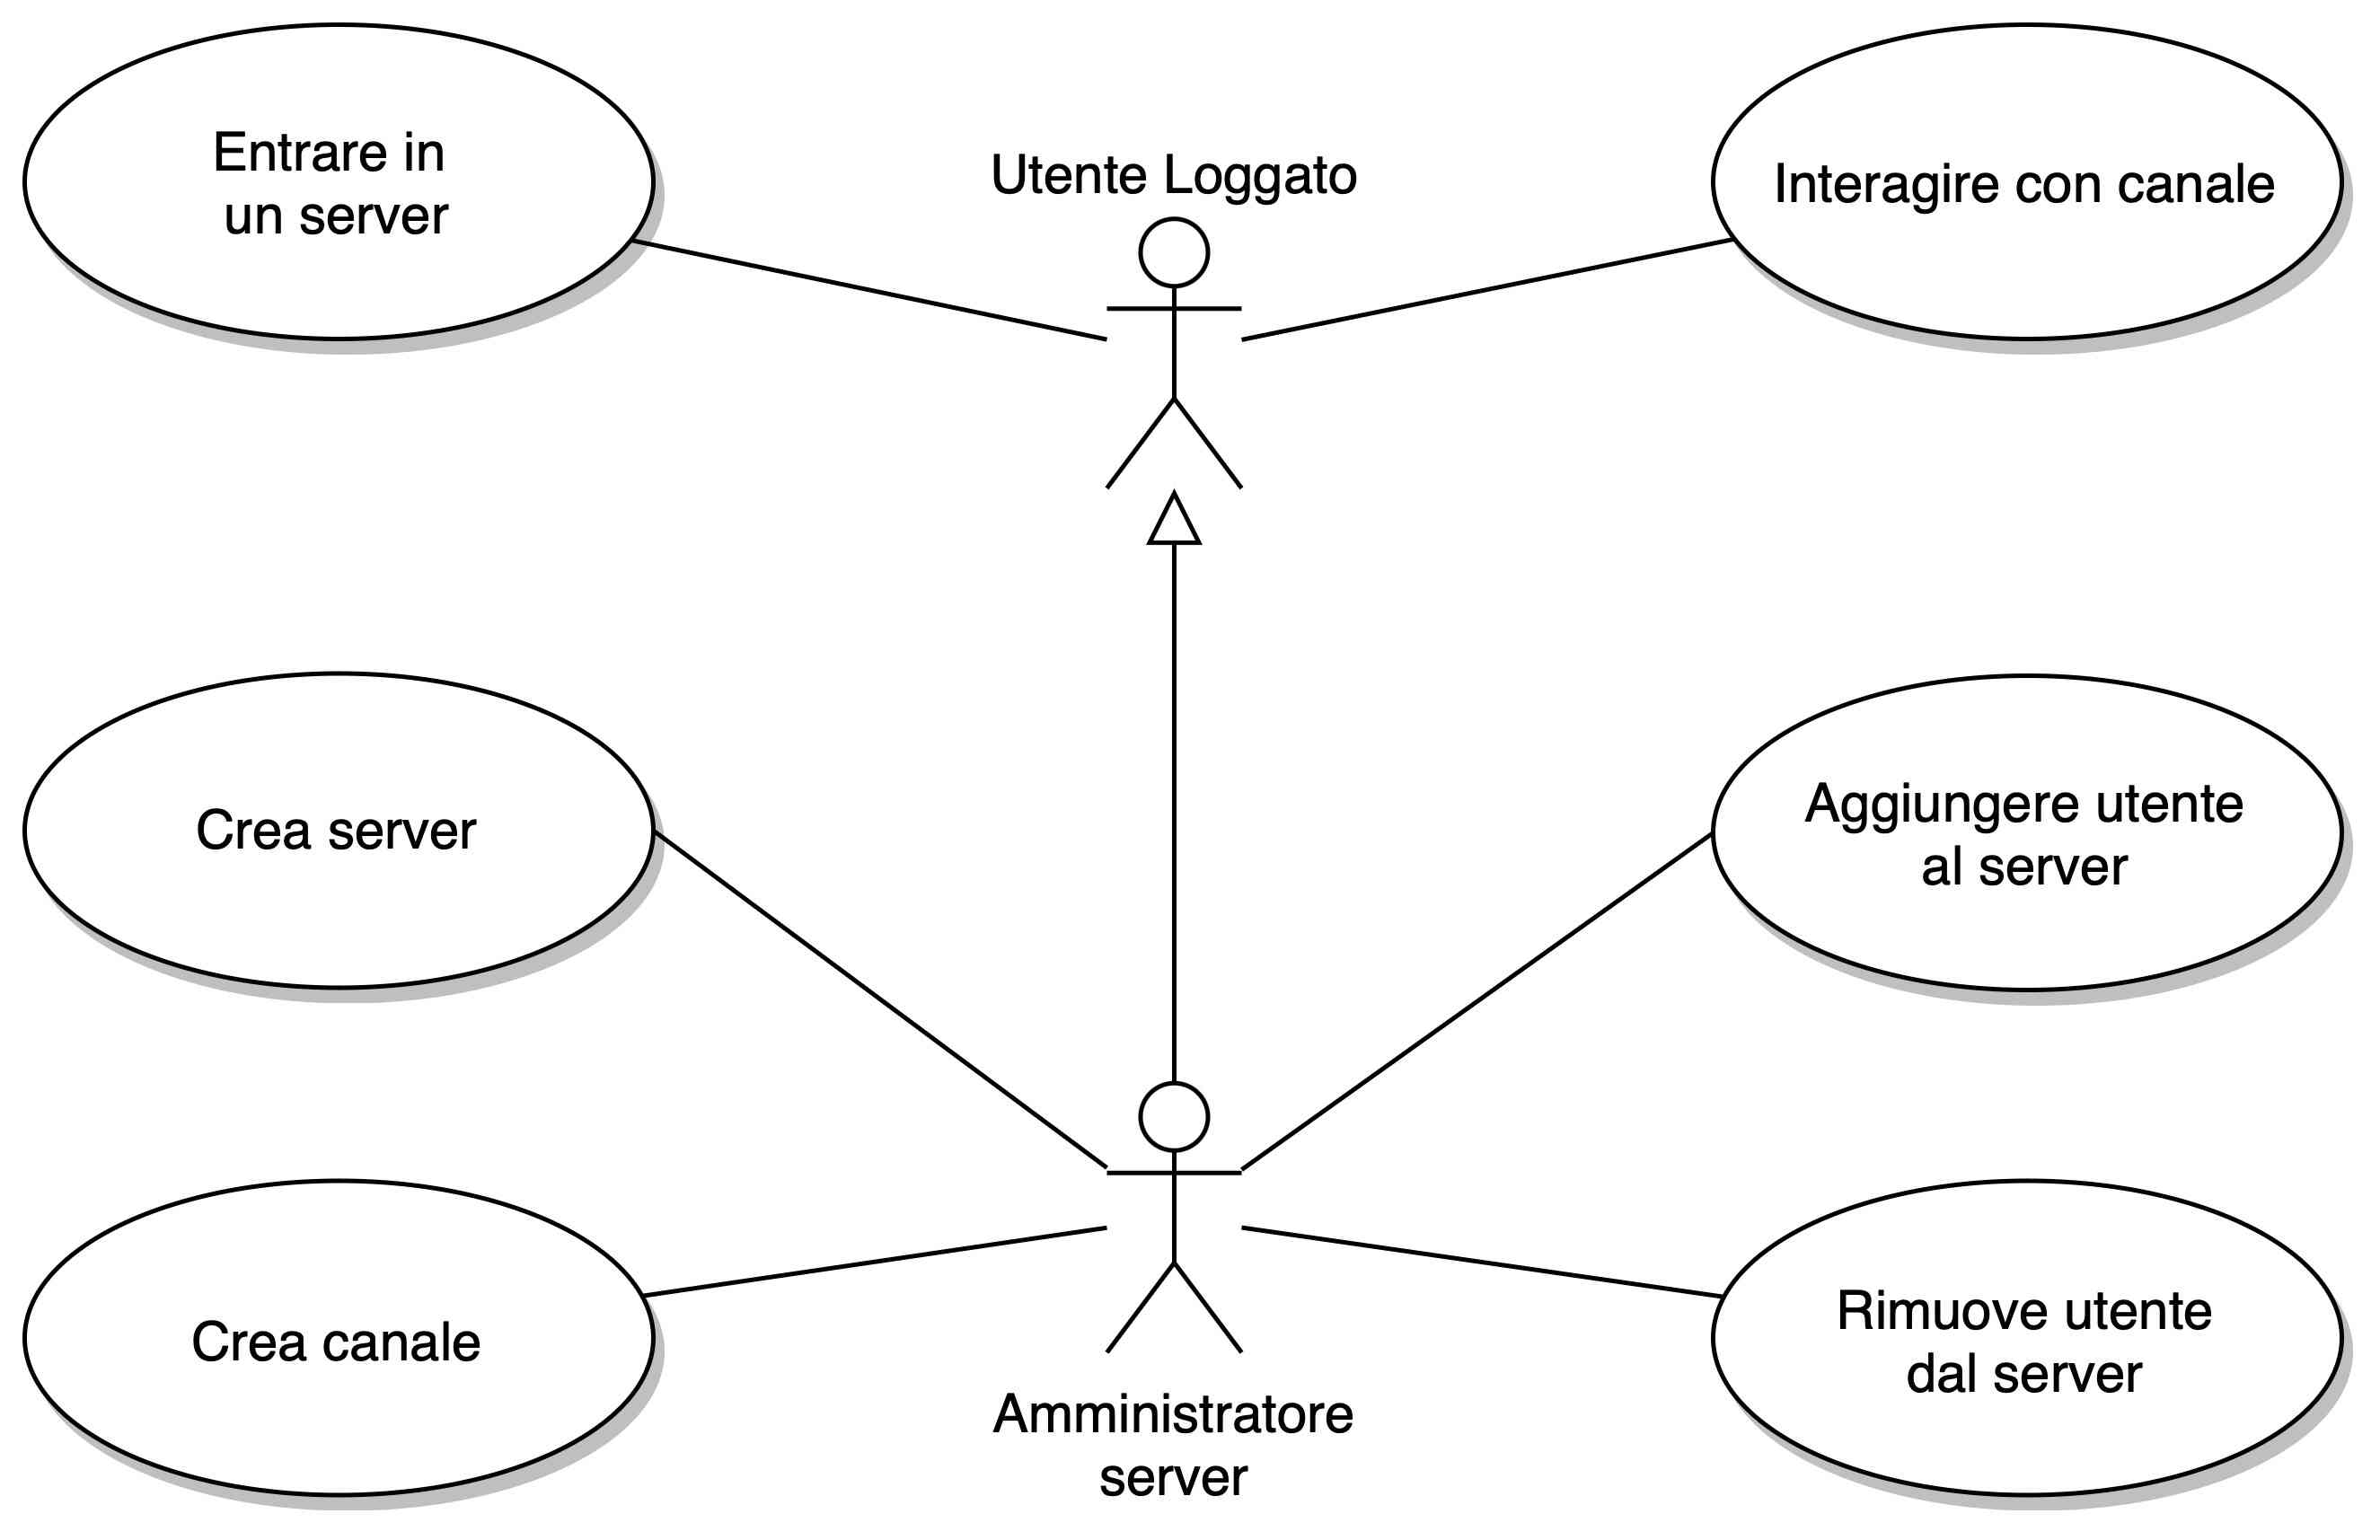 Entrare in
un server
Utente Loggato
Interagire con canale
Crea server
Aggiungere utente
al server
Crea canale
Amministratore
server
Rimuove utente
dal server